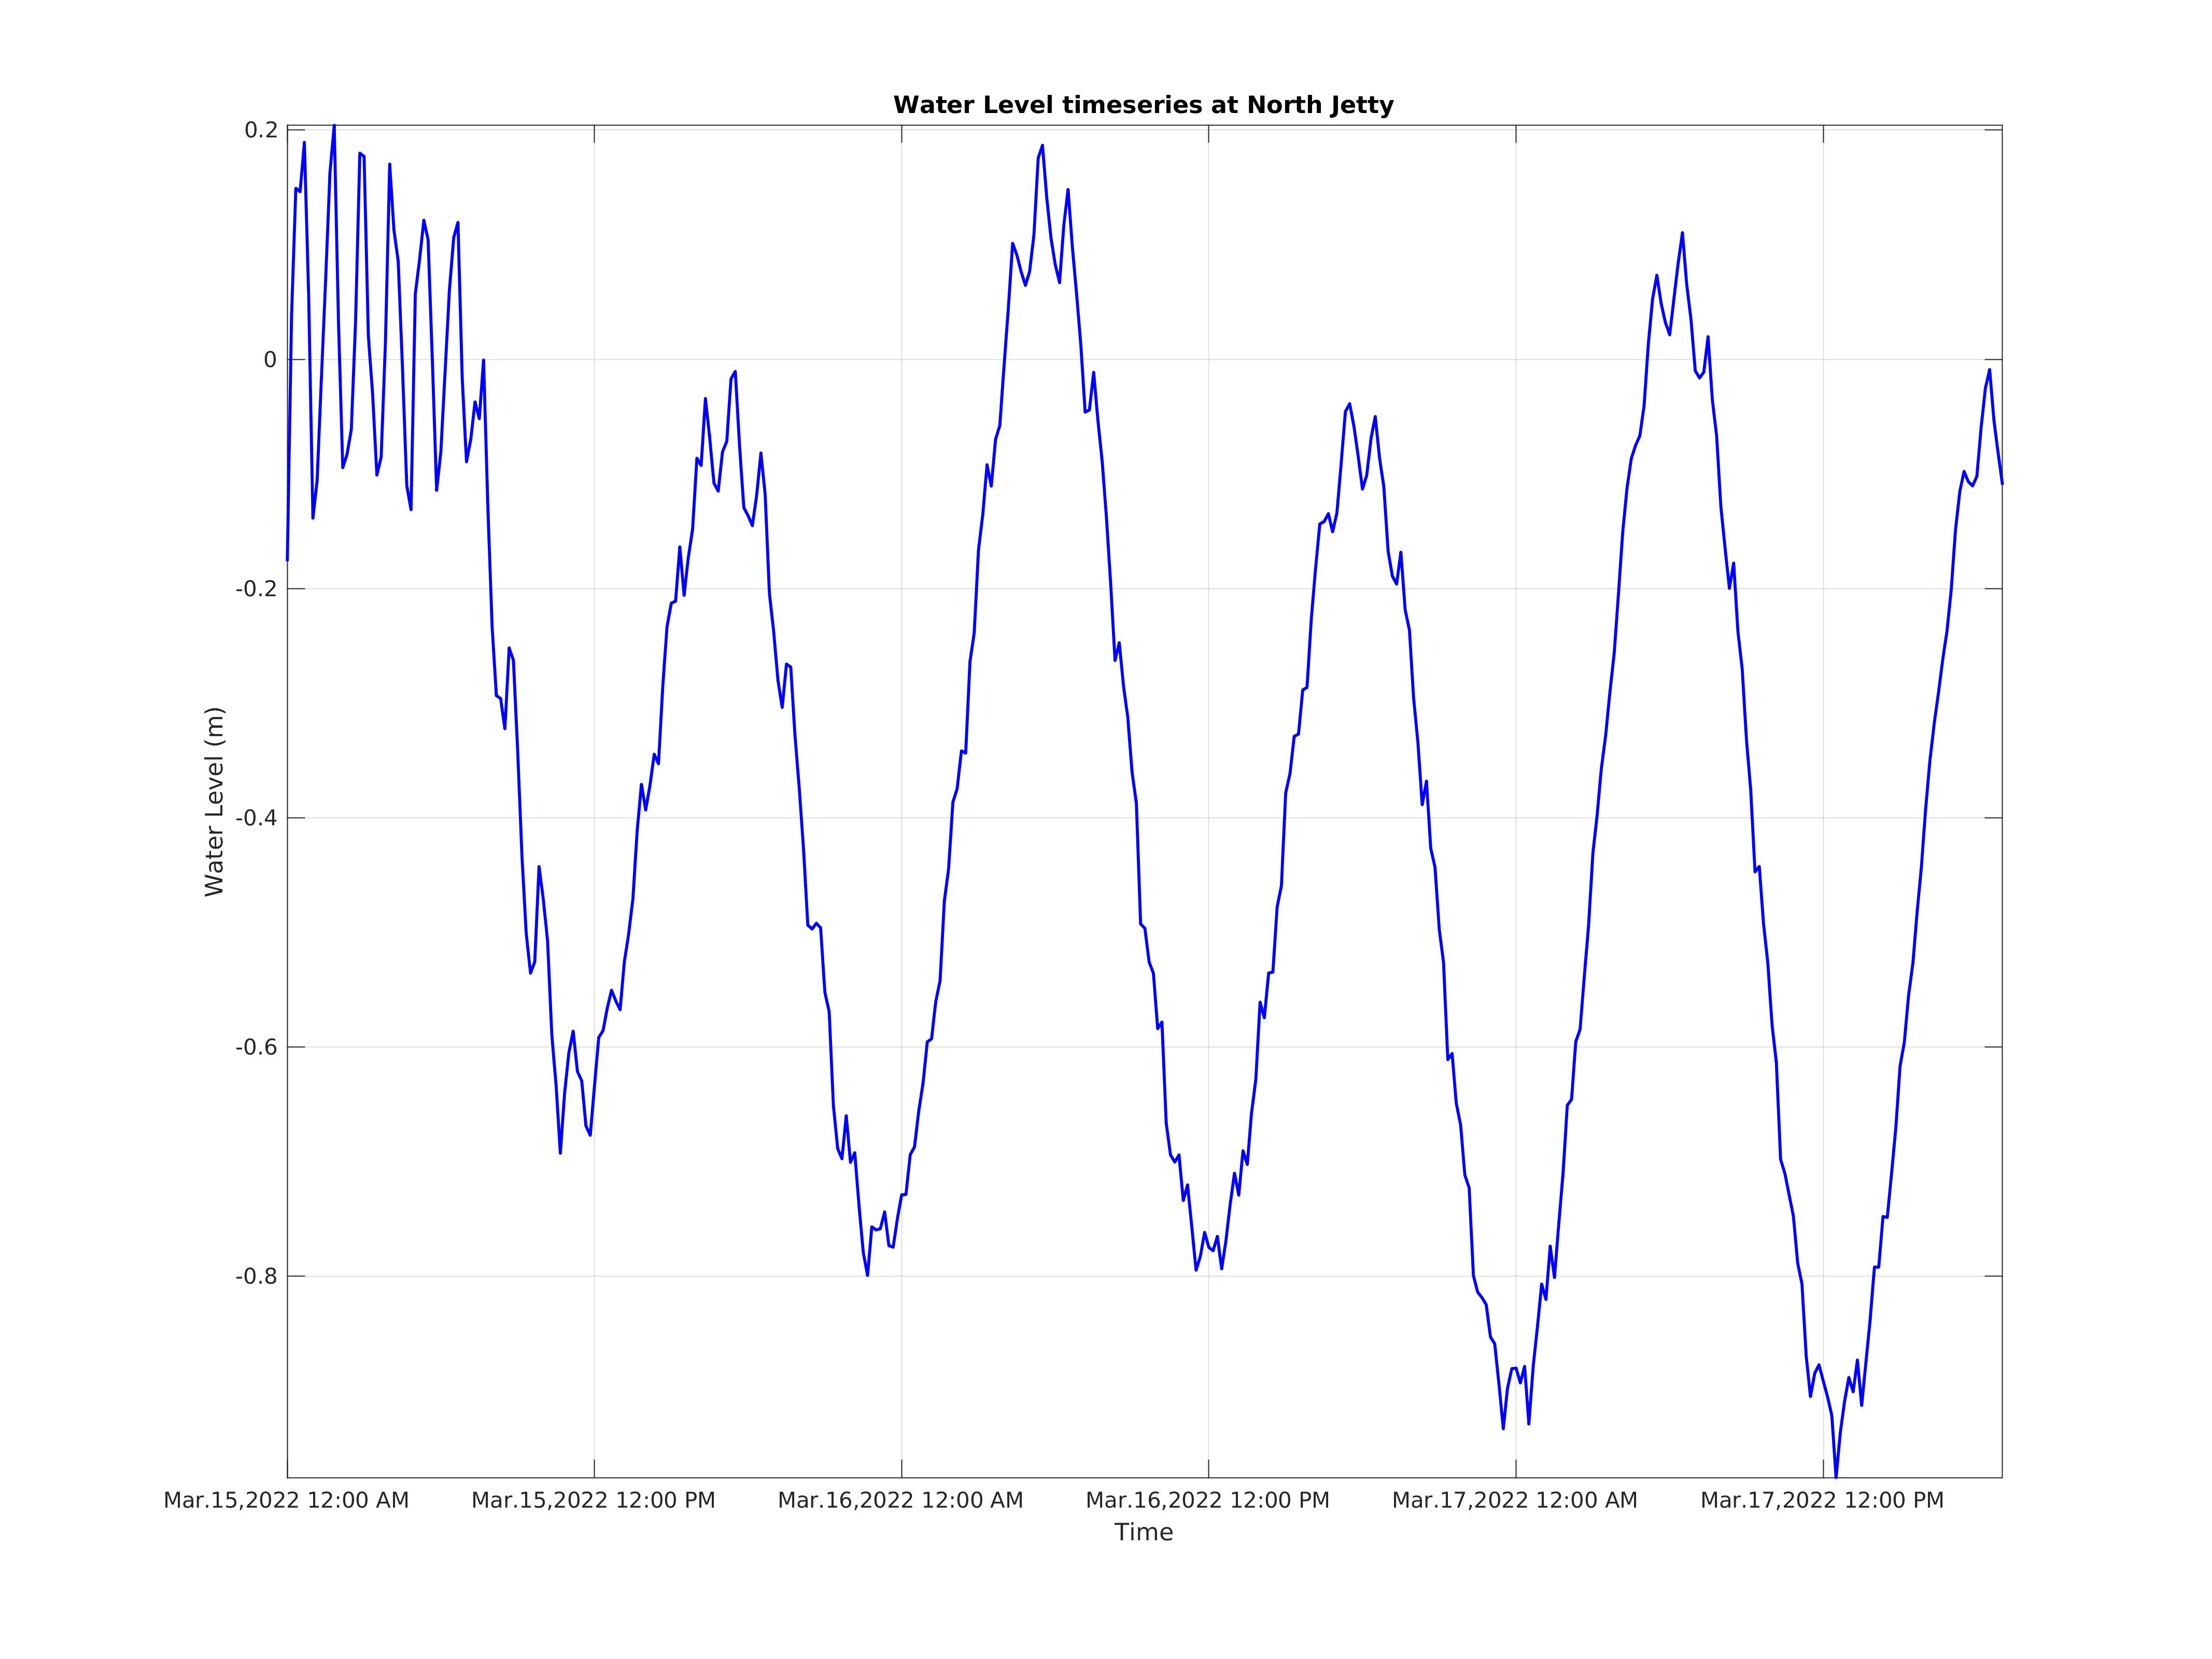 Water Level timeseries at North Jetty
0.2
0
-0.2
-0.4
-0.6
-0.8
Water Level (m)
Mar.15,2022 12:00 AM
Mar.15,2022 12:00 PM
Mar.16,2022 12:00 AM
Mar.16,2022 12:00 PM
Mar.17,2022 12:00 AM
Mar.17,2022 12:00 PM
Time